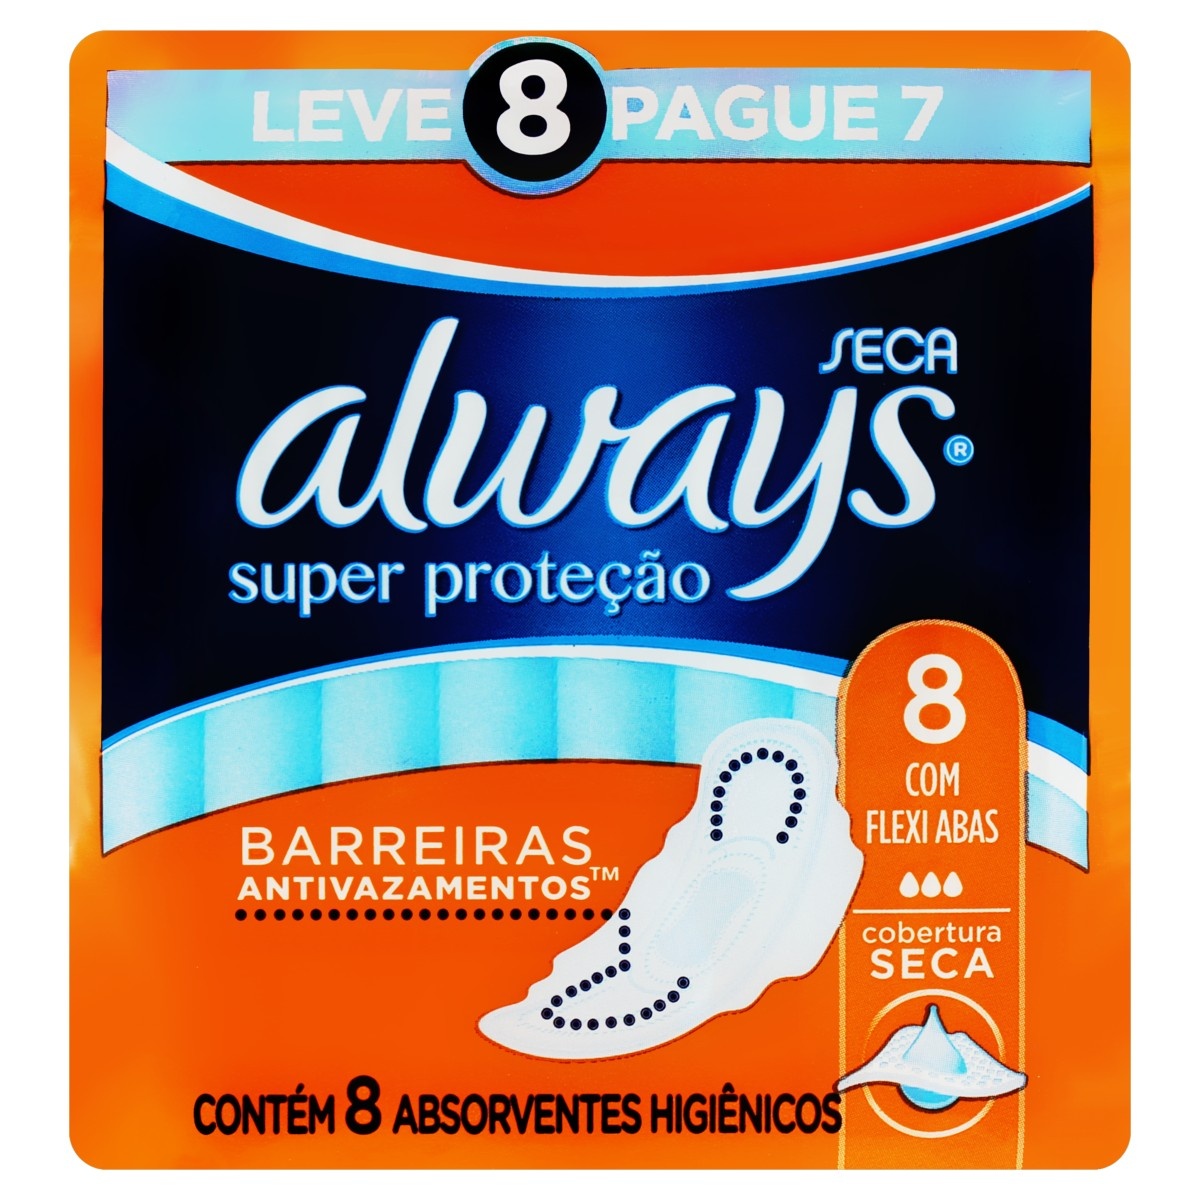 LEVE 8 PAGUE 7
SECA
always®
super proteção
8
COM
FLEXI ABAS
BARREIRAS
ANTIVAZAMENTOS™
cobertura
SECA
CONTÉM 8 ABSORVENTES HIGIÊNICOS